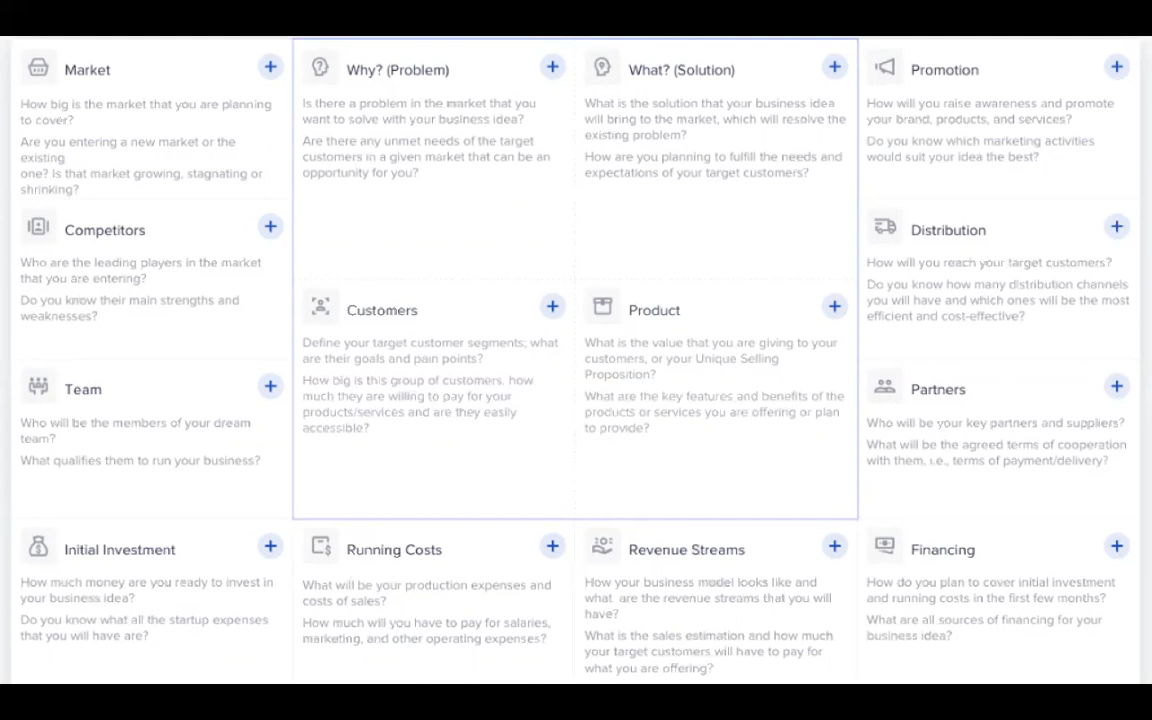 Market
How big is the market that you are planning
to cover?
Are you entering a new market or the
existing
one? Is that market growing, stagnating or
shrinking?
Why? (Problem)
Is there a problem in the market that you
want to solve with your business idea?
Are there any unmet needs of the target
customers in a given market that can be an
opportunity for you?
What? (Solution)
What is the solution that your business idea
will bring to the market, which will resolve the
existing problem?
How are you planning to fulfill the needs and
expectations of your target customers?
Promotion
How will you raise awareness and promote
your brand, products, and services?
Do you know which marketing activities
would suit your idea the best?
Competitors
Who are the leading players in the market
that you are entering?
Do you know their main strengths and
weaknesses?
Distribution
How will you reach your target customers?
Do you know how many distribution channels
you will have and which ones will be the most
efficient and cost-effective?
Customers
Define your target customer segments; what
are their goals and pain points?
How big is this group of customers, how
much they are willing to pay for your
products/services and are they easily
accessible?
Product
What is the value that you are giving to your
customers, or your Unique Selling
Proposition?
What are the key features and benefits of the
products or services you are offering or plan
to provide?
Team
Who will be the members of your dream
team?
What qualifies them to run your business?
Partners
Who will be your key partners and suppliers?
What will be the agreed terms of cooperation
with them, i.e., terms of payment/delivery?
Initial Investment
How much money are you ready to invest in
your business idea?
Do you know what all the startup expenses
that you will have are?
Running Costs
What will be your production expenses and
costs of sales?
How much will you have to pay for salaries,
marketing, and other operating expenses?
Revenue Streams
How your business model looks like and
what are the revenue streams that you will
have?
What is the sales estimation and how much
your target customers will have to pay for
what you are offering?
Financing
How do you plan to cover initial investment
and running costs in the first few months?
What are all sources of financing for your
business idea?